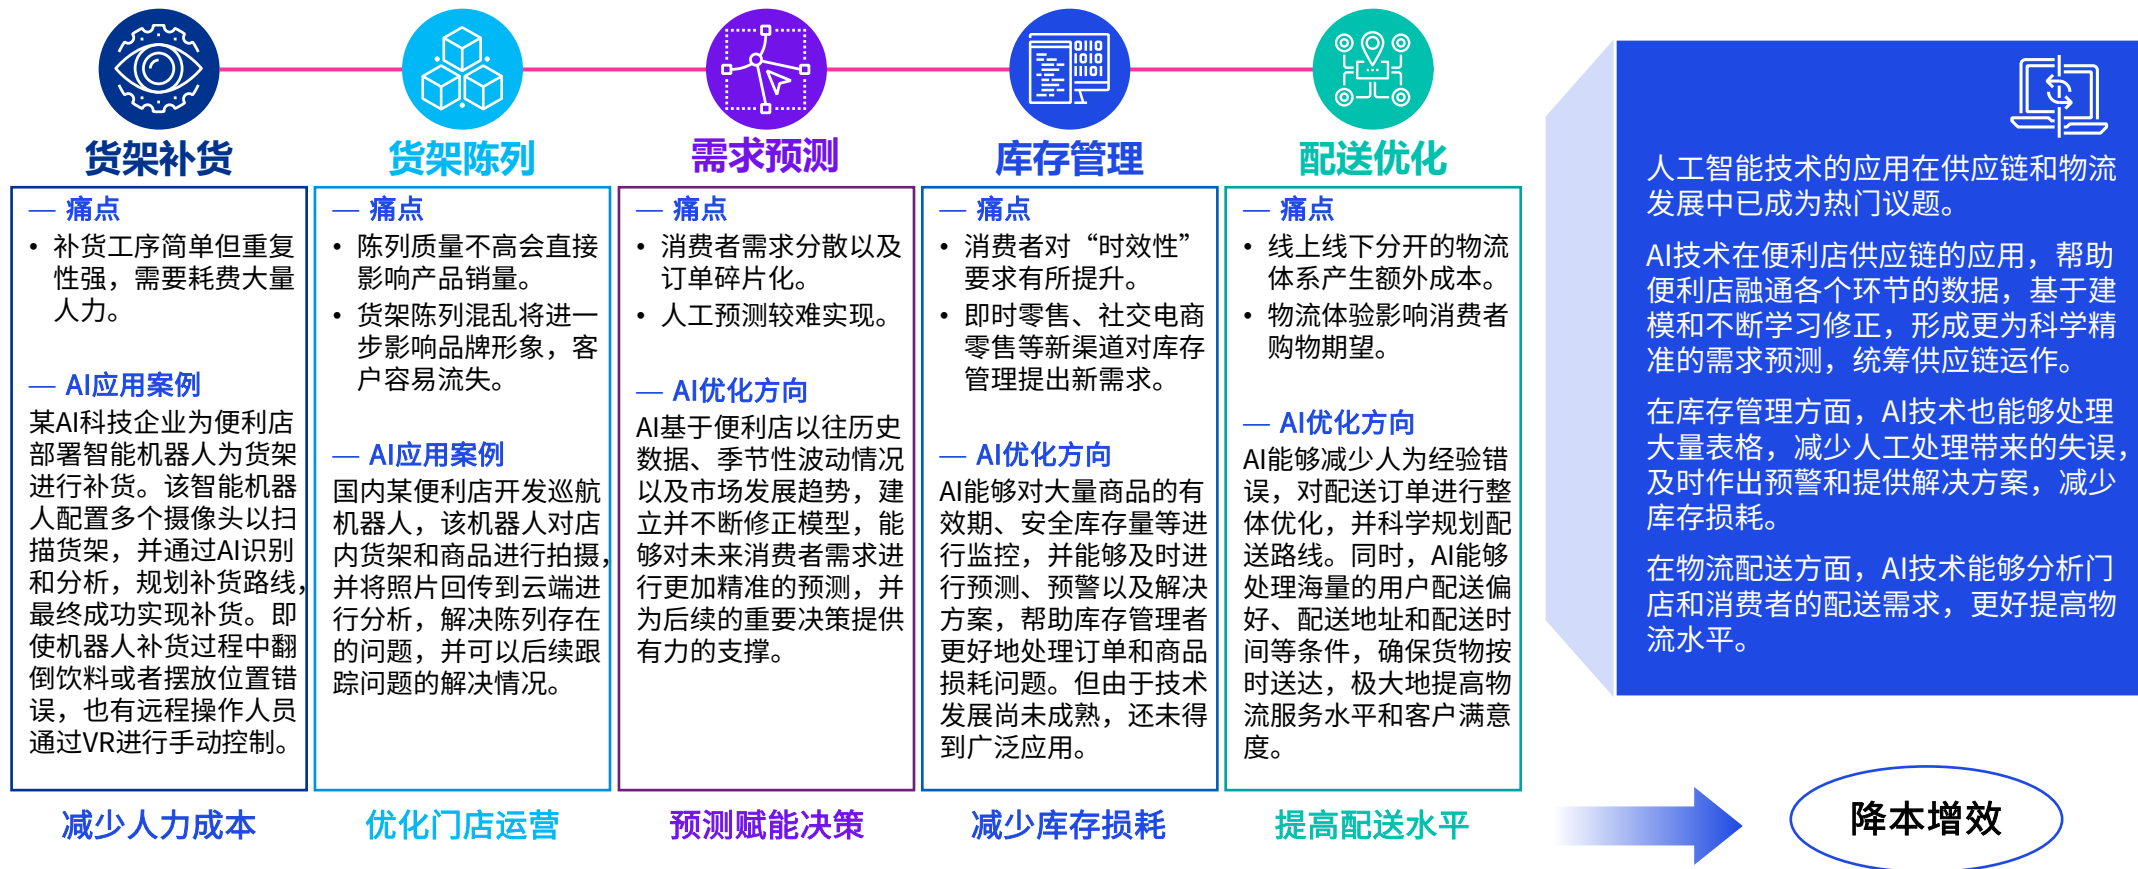 货架补货
— 痛点
• 补货工序简单但重复
性强，需要耗费大量
人力。
— AI应用案例
某AI科技企业为便利店
部署智能机器人为货架
进行补货。该智能机器
人配置多个摄像头以扫
描货架，并通过AI识别
和分析，规划补货路线，
最终成功实现补货。即
使机器人补货过程中翻
倒饮料或者摆放位置错
误，也有远程操作人员
通过VR进行手动控制。
减少人力成本
货架陈列
— 痛点
• 陈列质量不高会直接
影响产品销量。
• 货架陈列混乱将进一
步影响品牌形象，客
户容易流失。
— AI应用案例
国内某便利店开发巡航
机器人，该机器人对店
内货架和商品进行拍摄，
并将照片回传到云端进
行分析，解决陈列存在
的问题，并可以后续跟
踪问题的解决情况。
优化门店运营
需求预测
— 痛点
• 消费者需求分散以及
订单碎片化。
• 人工预测较难实现。
— AI优化方向
AI基于便利店以往历史
数据、季节性波动情况
以及市场发展趋势，建
立并不断修正模型，能
够对未来消费者需求进
行更加精准的预测，并
为后续的重要决策提供
有力的支撑。
预测赋能决策
库存管理
— 痛点
• 消费者对“时效性”
要求有所提升。
• 即时零售、社交电商
零售等新渠道对库存
管理提出新需求。
— AI优化方向
AI能够对大量商品的有
效期、安全库存量等进
行监控，并能够及时进
行预测、预警以及解决
方案，帮助库存管理者
更好地处理订单和商品
损耗问题。但由于技术
发展尚未成熟，还未得
到广泛应用。
减少库存损耗
配送优化
— 痛点
• 线上线下分开的物流
体系产生额外成本。
• 物流体验影响消费者
购物期望。
— AI优化方向
AI能够减少人为经验错
误，对配送订单进行整
体优化，并科学规划配
送路线。同时，AI能够
处理海量的用户配送偏
好、配送地址和配送时
间等条件，确保货物按
时送达，极大地提高物
流服务水平和客户满意
度。
提高配送水平
人工智能技术的应用在供应链和物流
发展中已成为热门议题。
AI技术在便利店供应链的应用，帮助
便利店融通各个环节的数据，基于建
模和不断学习修正，形成更为科学精
准的需求预测，统筹供应链运作。
在库存管理方面，AI技术也能够处理
大量表格，减少人工处理带来的失误，
及时作出预警和提供解决方案，减少
库存损耗。
在物流配送方面，AI技术能够分析门
店和消费者的配送需求，更好提高物
流水平。
降本增效